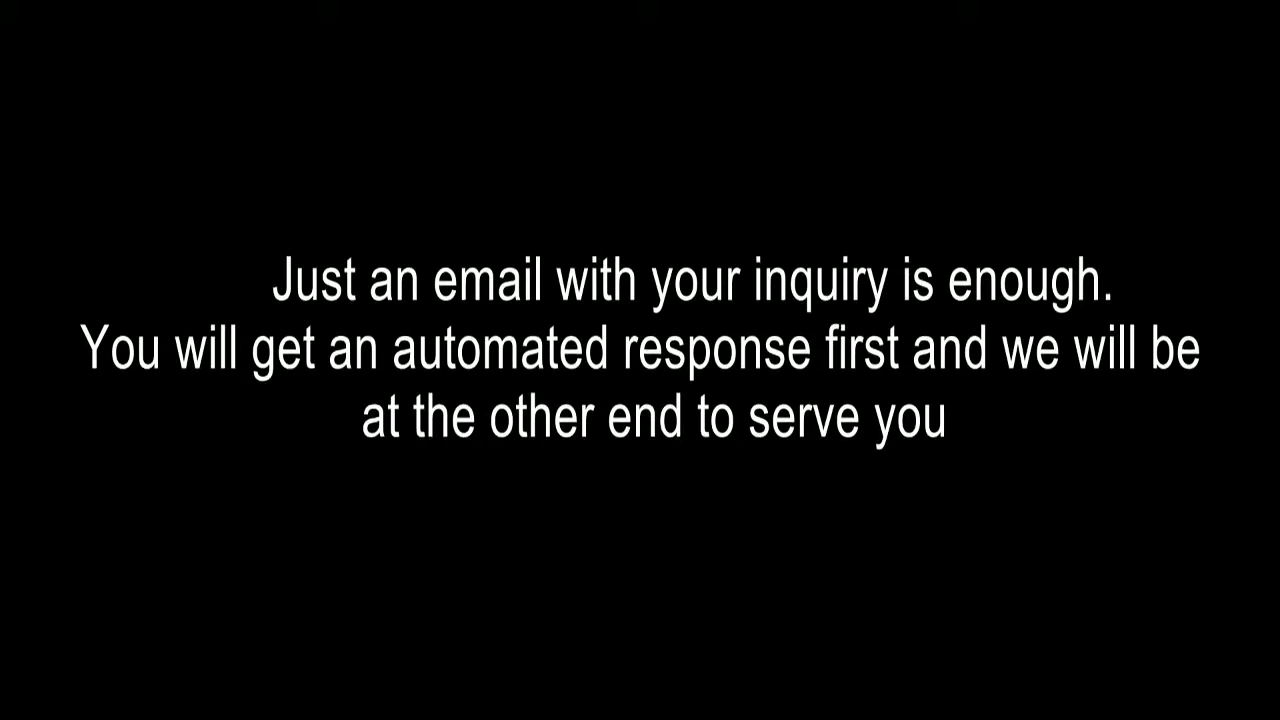 Just an email with your inquiry is enough.
You will get an automated response first and we will be
at the other end to serve you